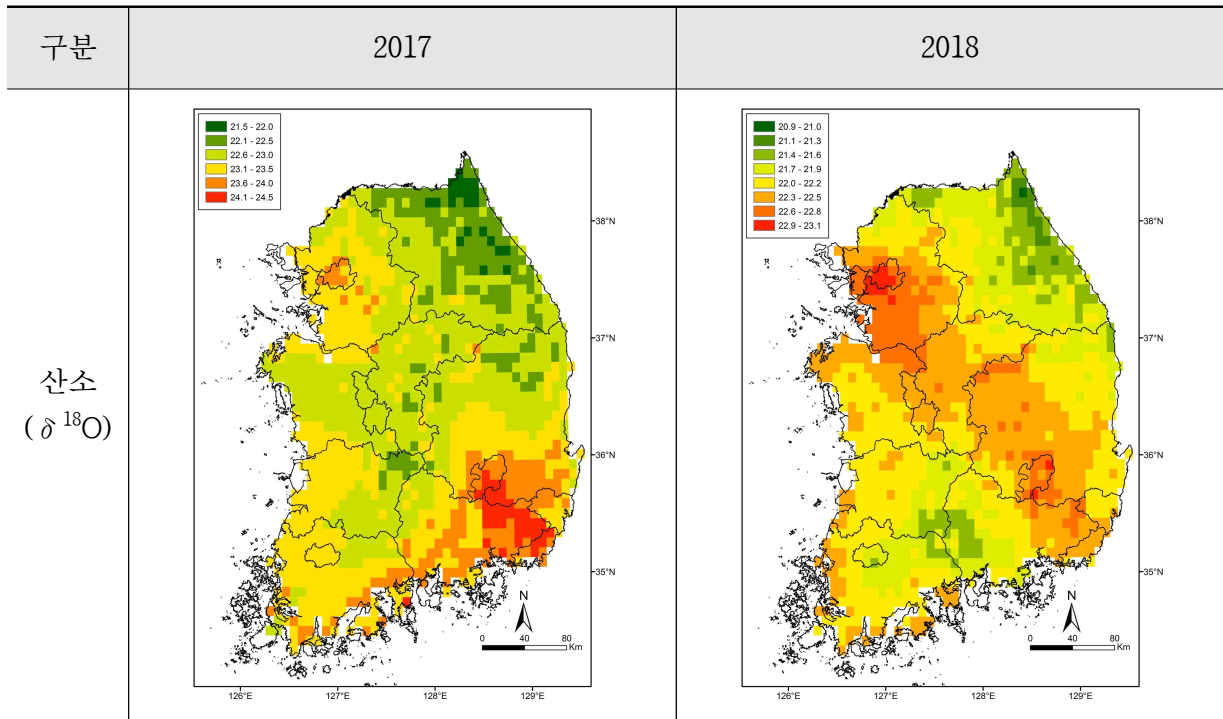 구분
2017
2018
산소
(δ ¹⁸O)
21.5 - 22.0
22.1 - 22.5
22.6 - 23.0
23.1 - 23.5
23.6 - 24.0
24.1 - 24.5
38°N
37°N
36°N
35°N
N
0 40 80
Km
126°E 127°E 128°E 129°E
20.9 - 21.0
21.1 - 21.3
21.4 - 21.6
21.7 - 21.9
22.0 - 22.2
22.3 - 22.5
22.6 - 22.8
22.9 - 23.1
38°N
37°N
36°N
35°N
N
0 40 80
Km
126°E 127°E 128°E 129°E